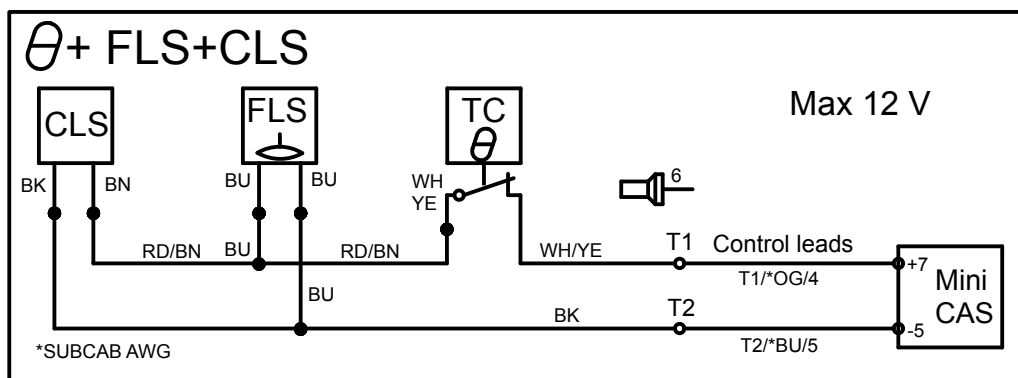 θ+ FLS+CLS
Max 12 V
CLS
FLS
TC
θ
BK
BN
BU
BU
WH
YE
6
RD/BN
BU
RD/BN
WH/YE
T1
Control leads
T1/*OG/4
+7
Mini
CAS
-5
BU
BK
T2
T2/*BU/5
*SUBCAB AWG